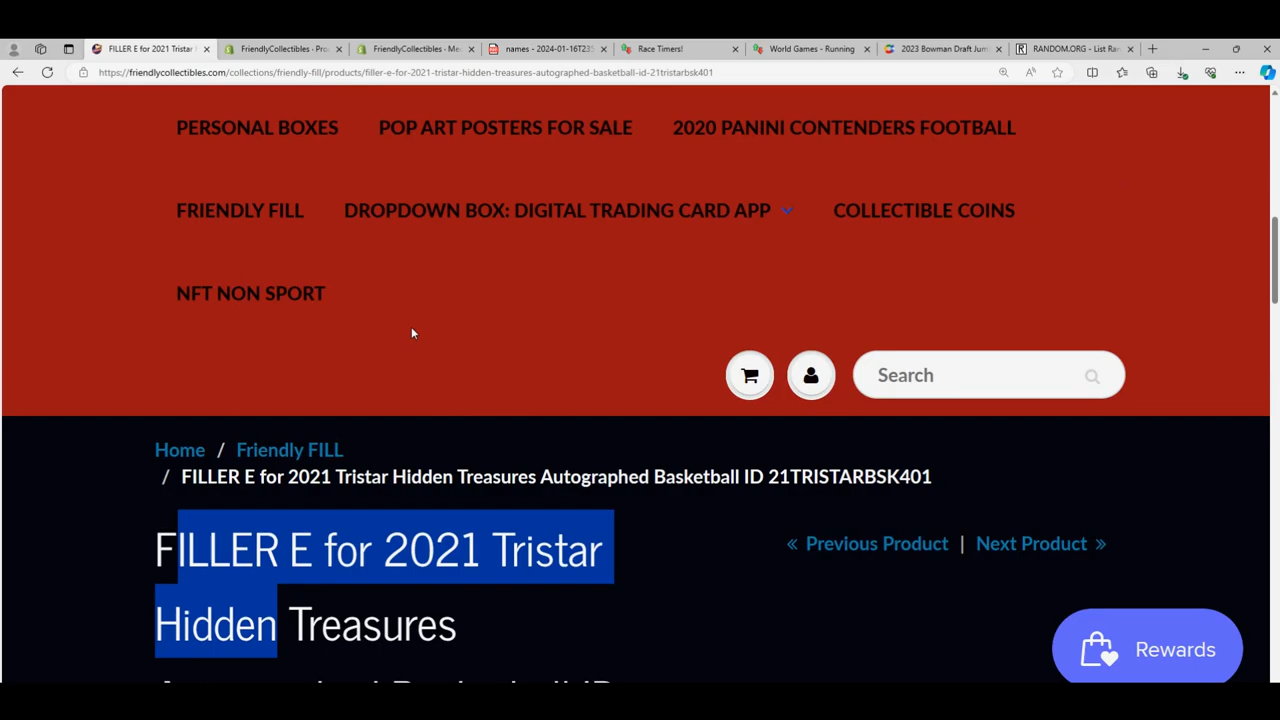 FILLER E for 2021 Tristar
FriendlyCollectibles - Pro
FriendlyCollectibles - Me
names - 2024-01-16T235
Race Timers!
World Games - Running
2023 Bowman Draft Jum
RANDOM.ORG - List Ran
https://friendlycollectibles.com/collections/friendly-fill/products/filler-e-for-2021-tristar-hidden-treasures-autographed-basketball-id-21tristarbsk401
PERSONAL BOXES POP ART POSTERS FOR SALE 2020 PANINI CONTENDERS FOOTBALL
FRIENDLY FILL DROPDOWN BOX: DIGITAL TRADING CARD APP COLLECTIBLE COINS
NFT NON SPORT
Search
Home / Friendly FILL
/ FILLER E for 2021 Tristar Hidden Treasures Autographed Basketball ID 21TRISTARBSK401
FILLER E for 2021 Tristar
Hidden Treasures
« Previous Product | Next Product »
Rewards